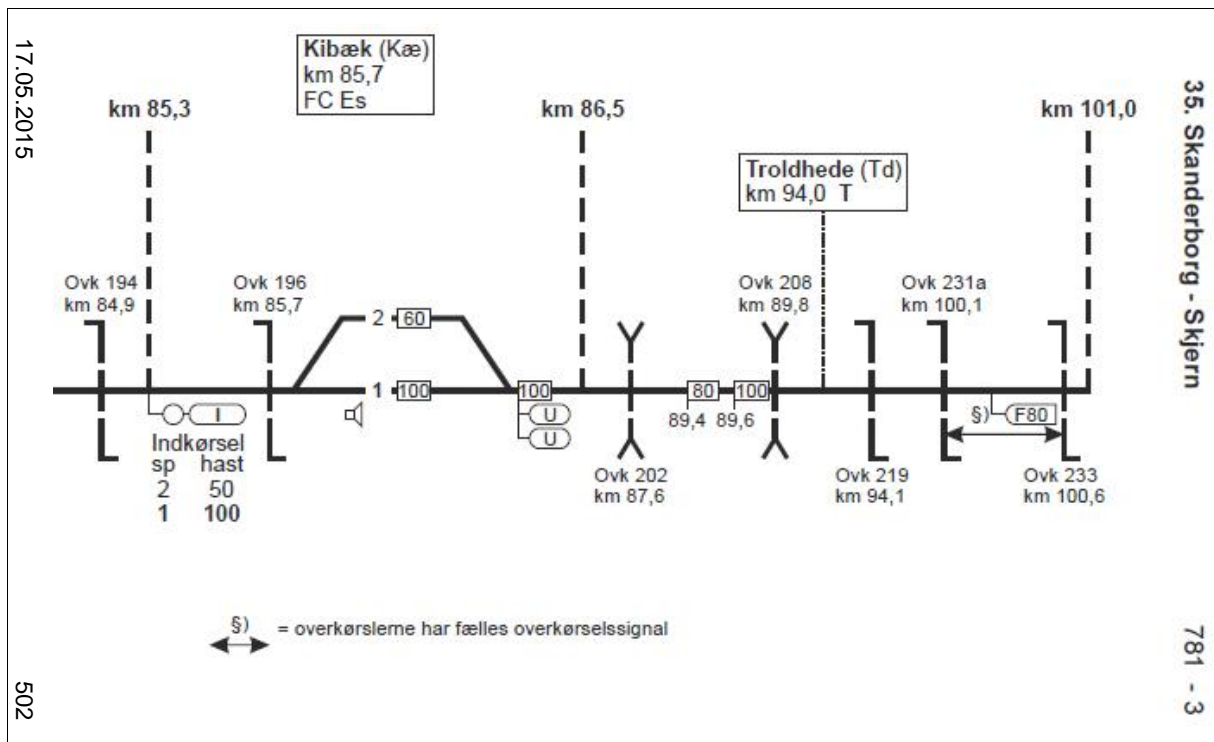 17.05.2015
35. Skanderborg - Skjern
Kibæk (Kæ)
km 85,7
FC Es
km 85,3
km 86,5
km 101,0
Troldhede (Td)
km 94,0 T
Ovk 194
km 84,9
Ovk 196
km 85,7
Ovk 208
km 89,8
Ovk 231a
km 100,1
2 60
1 100
100
80
100
I
U
U
89,4
89,6
§)
F80
Indkørsel
sp hast
2 50
1 100
Ovk 202
km 87,6
Ovk 219
km 94,1
Ovk 233
km 100,6
§) = overkørslerne har fælles overkørselssignal
502
781 - 3